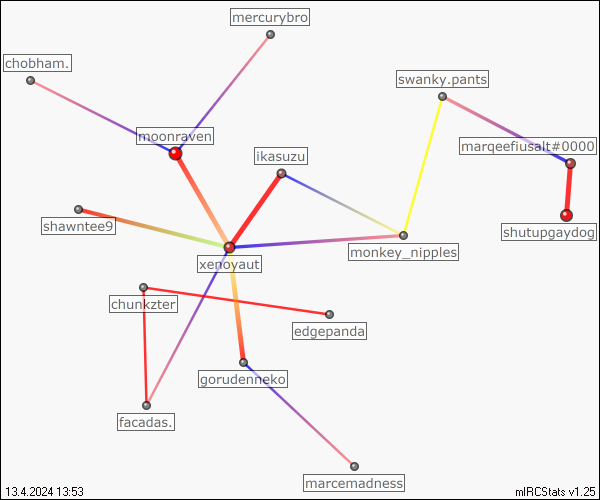 mercurybro
chobham.
swanky.pants
moonraven
marqeefiusalt#0000
ikasuzu
shawntee9
shutupgaydog
monkey_nipples
xenoyaut
chunkzter
edgepanda
gorudenneko
facadas.
marcemadness
13.4.2024 13:53
mIRCStats v1.25